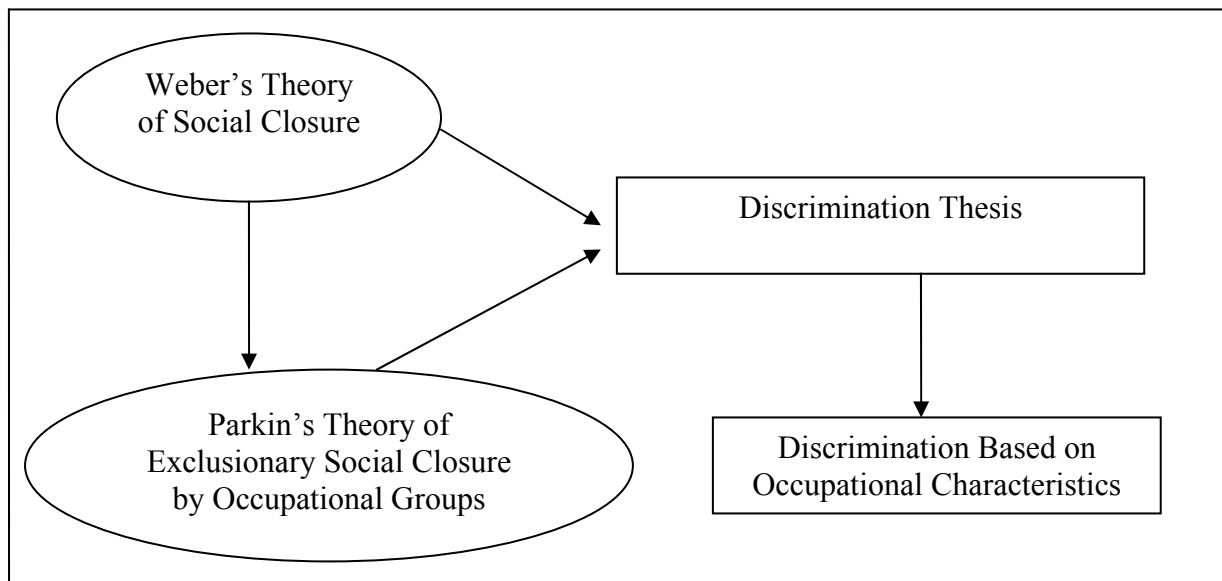 Weber’s Theory
of Social Closure
Discrimination Thesis
Parkin’s Theory of
Exclusionary Social Closure
by Occupational Groups
Discrimination Based on
Occupational Characteristics